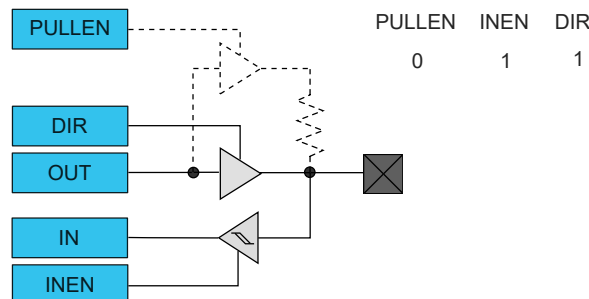 PULLEN
PULLEN INEN DIR
0 1 1
DIR
OUT
IN
INEN